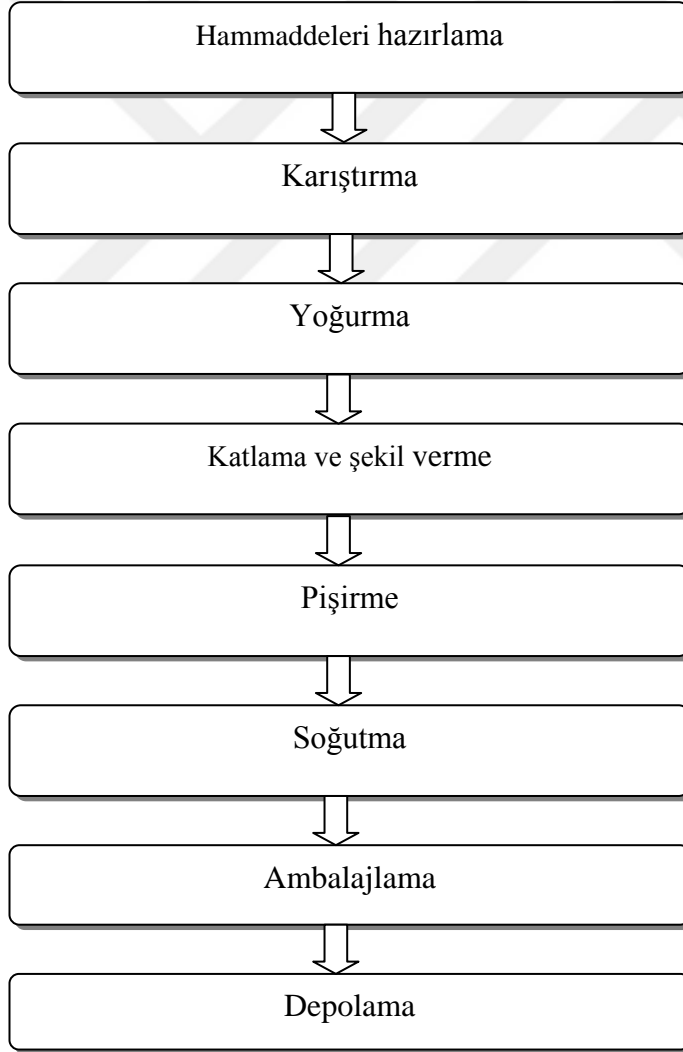 Hammaddeleri hazırlama
Karıştırma
Yoğurma
Katlama ve şekil verme
Pişirme
Soğutma
Ambalajlama
Depolama